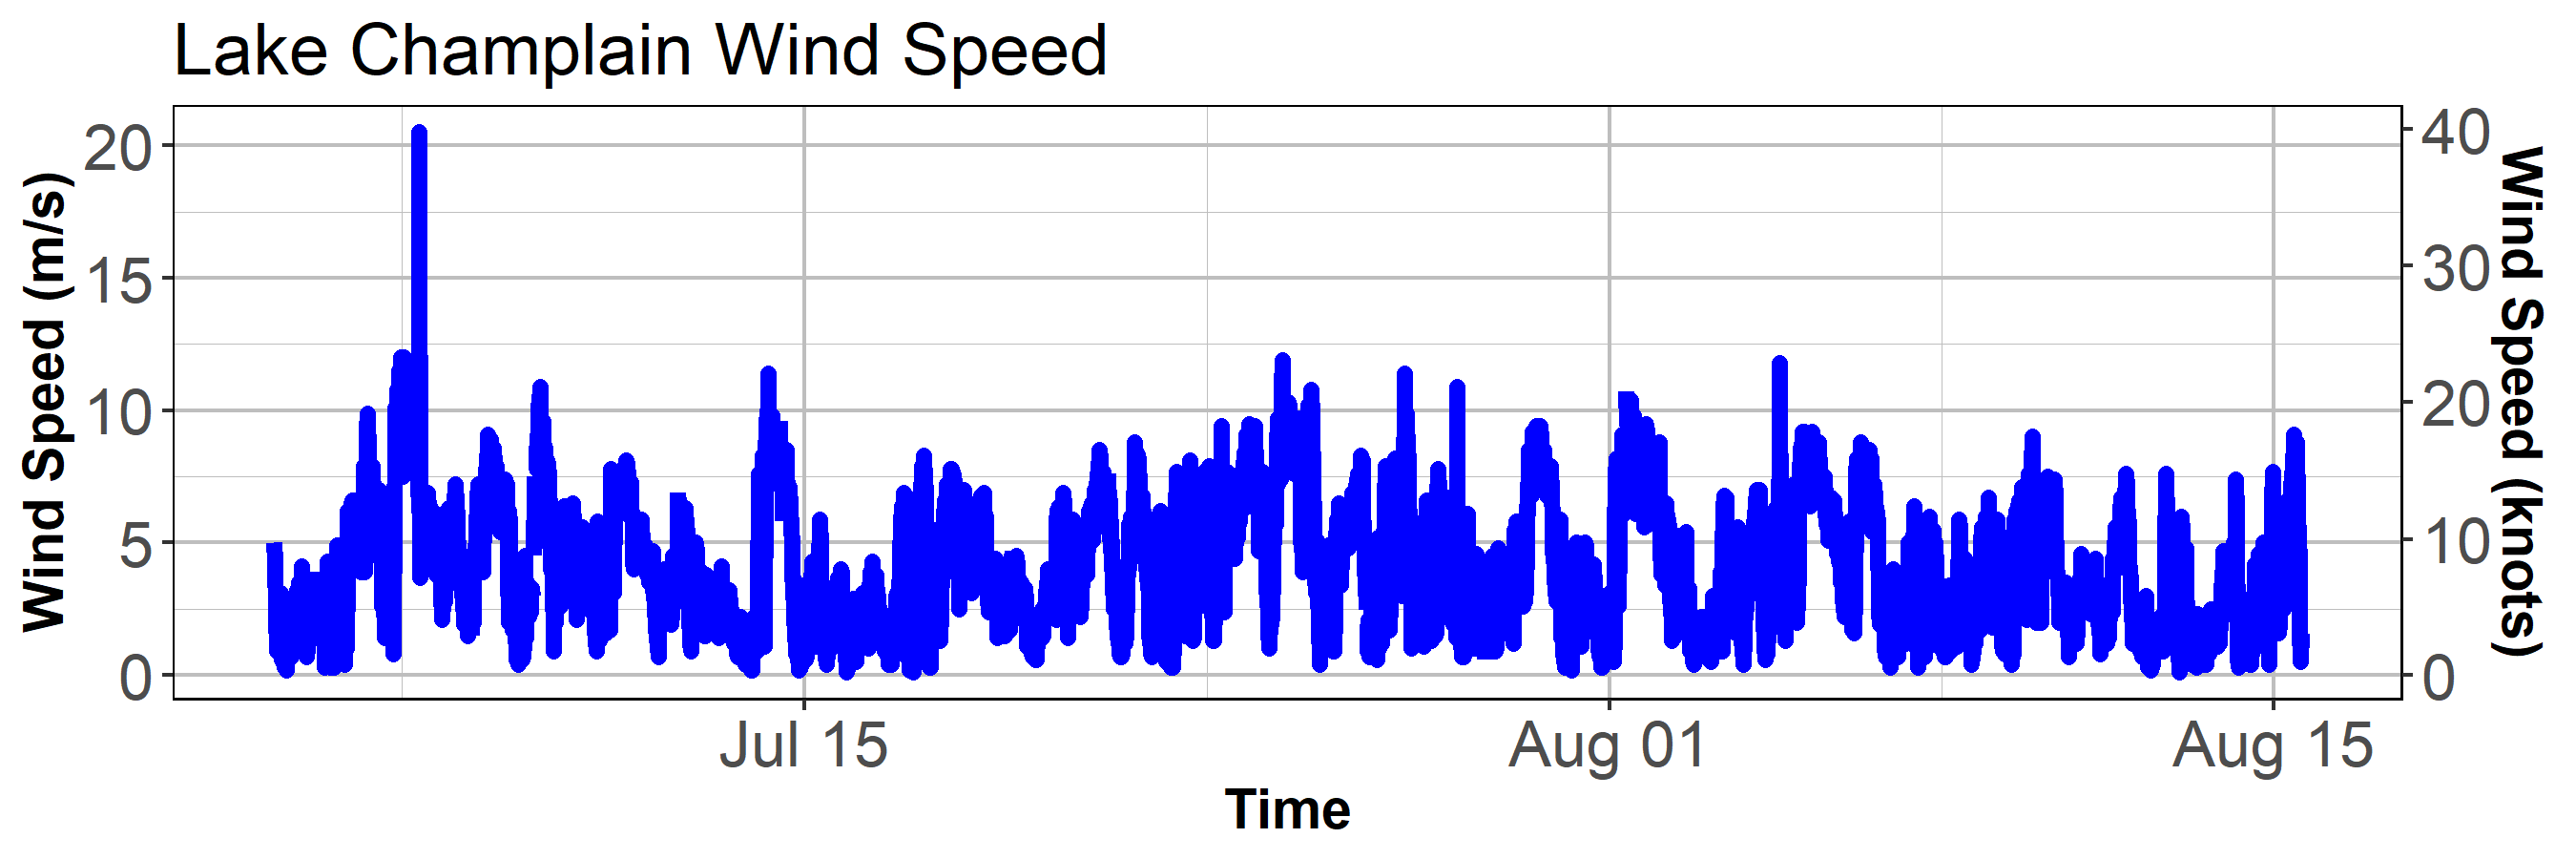 Lake Champlain Wind Speed
Wind Speed (m/s)
20
15
10
5
0
40
30
20
10
0
Wind Speed (knots)
Jul 15
Aug 01
Aug 15
Time